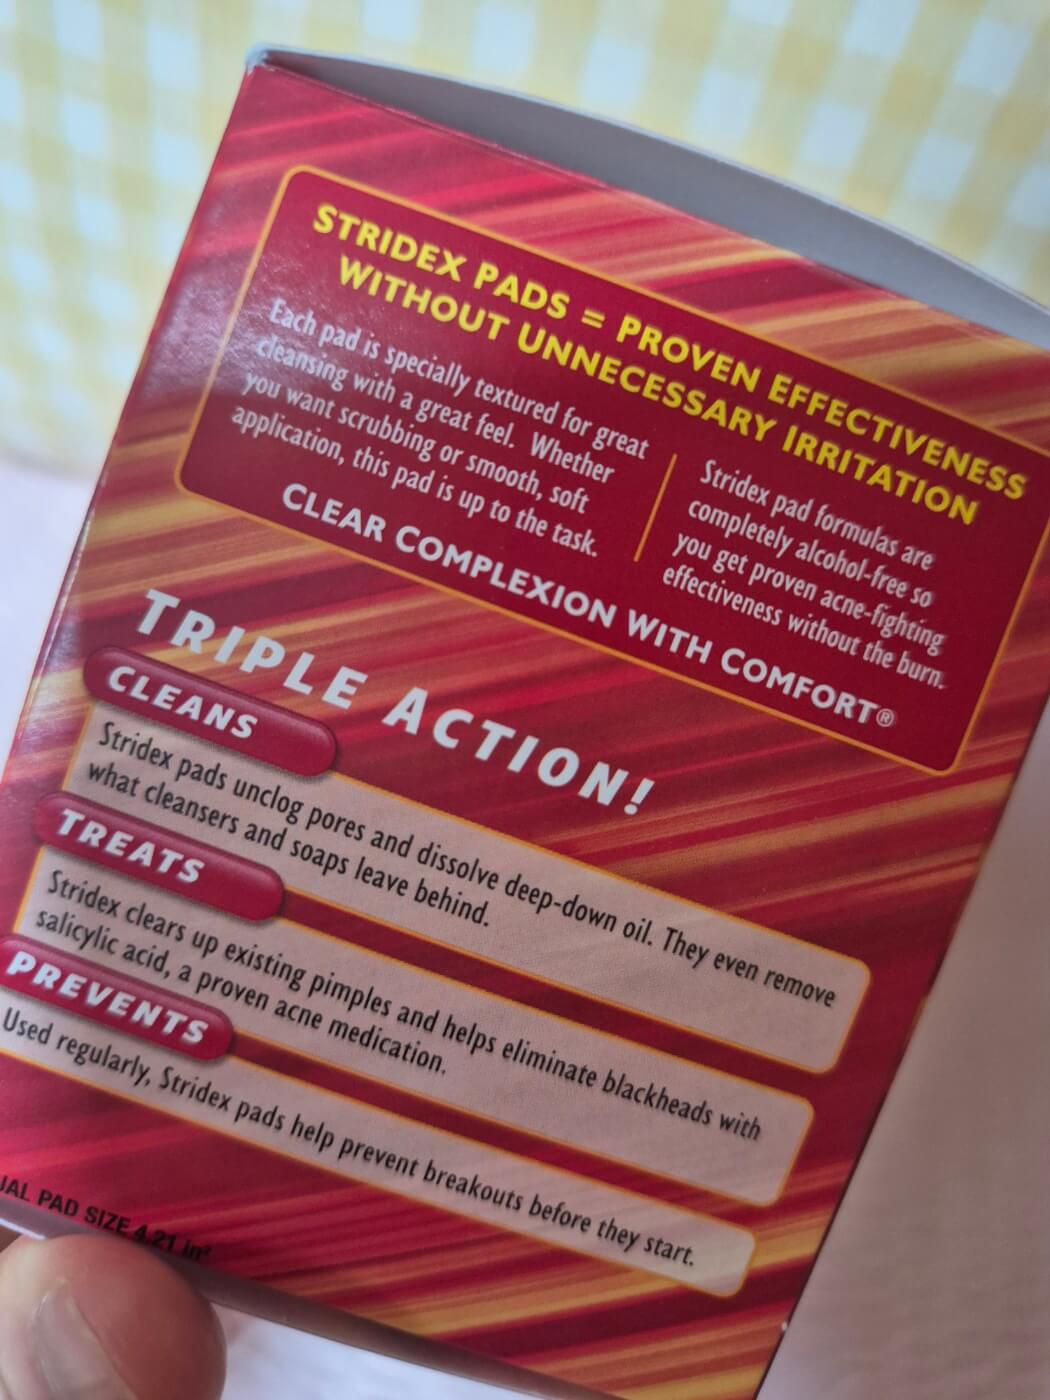 STRIDEX PADS = PROVEN EFFECTIVENESS
WITHOUT UNNECESSARY IRRITATION
Each pad is specially textured for great
cleansing with a great feel. Whether
you want scrubbing or smooth, soft
application, this pad is up to the task.
Stridex pad formulas are
completely alcohol-free so
you get proven acne-fighting
effectiveness without the burn.
CLEAR COMPLEXION WITH COMFORT®
TRIPLE ACTION!
CLEANS
Stridex pads unclog pores and dissolve deep-down oil. They even remove
what cleansers and soaps leave behind.
TREATS
Stridex clears up existing pimples and helps eliminate blackheads with
salicylic acid, a proven acne medication.
PREVENTS
Used regularly, Stridex pads help prevent breakouts before they start.
PAD SIZE 4.21 in²